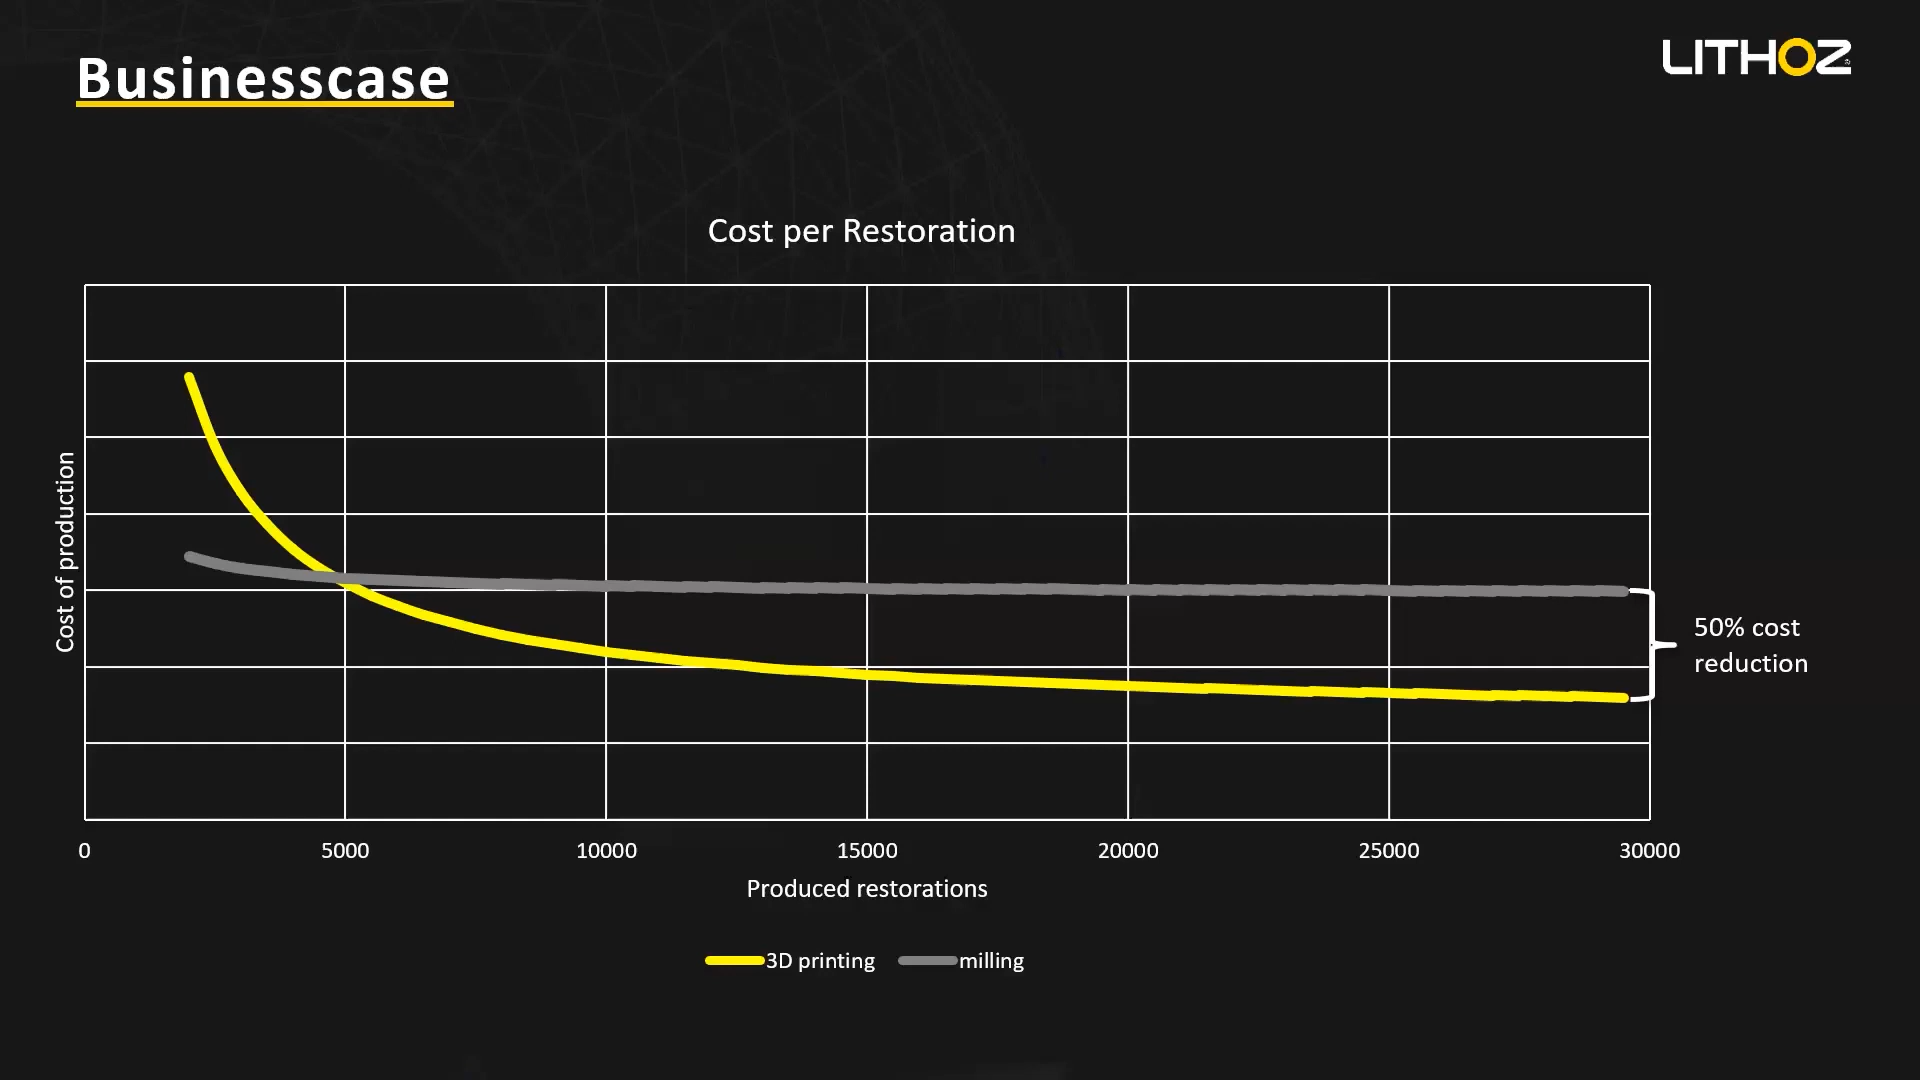 Businesscase
LITHOZ
Cost per Restoration
Cost of production
50% cost
reduction
0 5000 10000 15000 20000 25000 30000
Produced restorations
3D printing milling